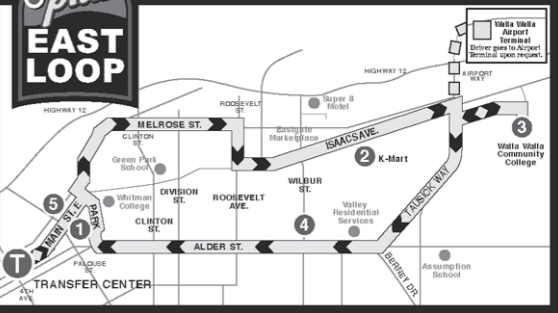 EAST
LOOP
Walla Walla
Airport
Terminal
Driver goes to Airport
Terminal upon request.
HIGHWAY 12
AIRPORT
WAY
HIGHWAY 12
ROOSEVELT
ST.
Super 8
Motel
MELROSE ST.
CLINTON
ST.
Eastgate
Marketplace
ISAACS AVE.
3
Walla Walla
Community
College
2
K-Mart
Green Park
School
DIVISION
ST.
ROOSEVELT
AVE.
WILBUR
ST.
TAUSICK WAY
5
Whitman
College
MAIN ST. E
1
PARK
CLINTON
ST.
4
Valley
Residential
Services
ALDER ST.
T
PALOUSE
ST.
BERNEY DR.
Assumption
School
TRANSFER CENTER
4TH
AVE.